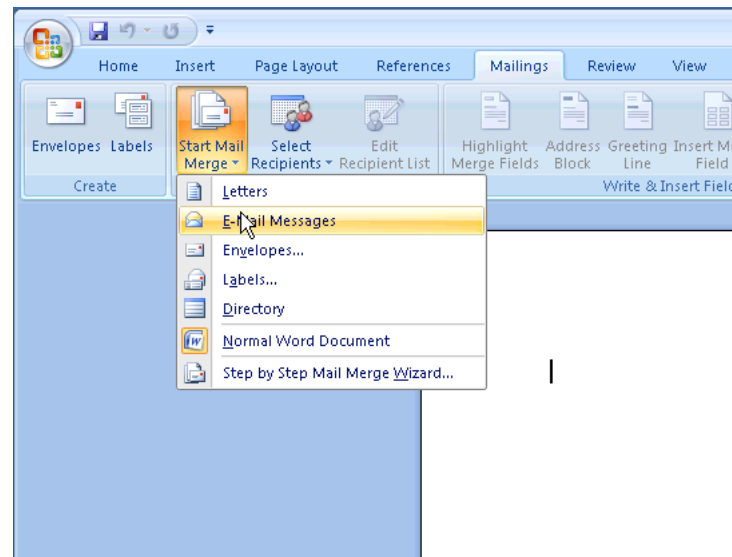 Home Insert Page Layout References Mailings Review View
Envelopes Labels Start Mail Select Edit Highlight Address Greeting Insert
Merge Recipients Recipient List Merge Fields Block Line Field
Create Write & Insert
Letters
E-Mail Messages
Envelopes...
Labels...
Directory
Normal Word Document
Step by Step Mail Merge Wizard...